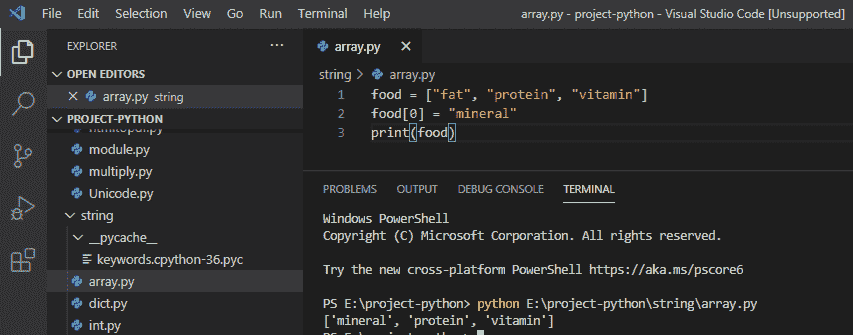 File Edit Selection View Go Run Terminal Help array.py - project-python - Visual Studio Code [Unsupported]
EXPLORER ...
OPEN EDITORS
array.py string
PROJECT-PYTHON
module.py
multiply.py
Unicode.py
string
__pycache__
keywords.cpython-36.pyc
array.py
dict.py
int.py
array.py
string > array.py
1 food = ["fat", "protein", "vitamin"]
2 food[0] = "mineral"
3 print(food)
PROBLEMS OUTPUT DEBUG CONSOLE TERMINAL
Windows PowerShell
Copyright (C) Microsoft Corporation. All rights reserved.
Try the new cross-platform PowerShell https://aka.ms/pscore6
PS E:\project-python> python E:\project-python\string\array.py
['mineral', 'protein', 'vitamin']
PS E:\project-python>